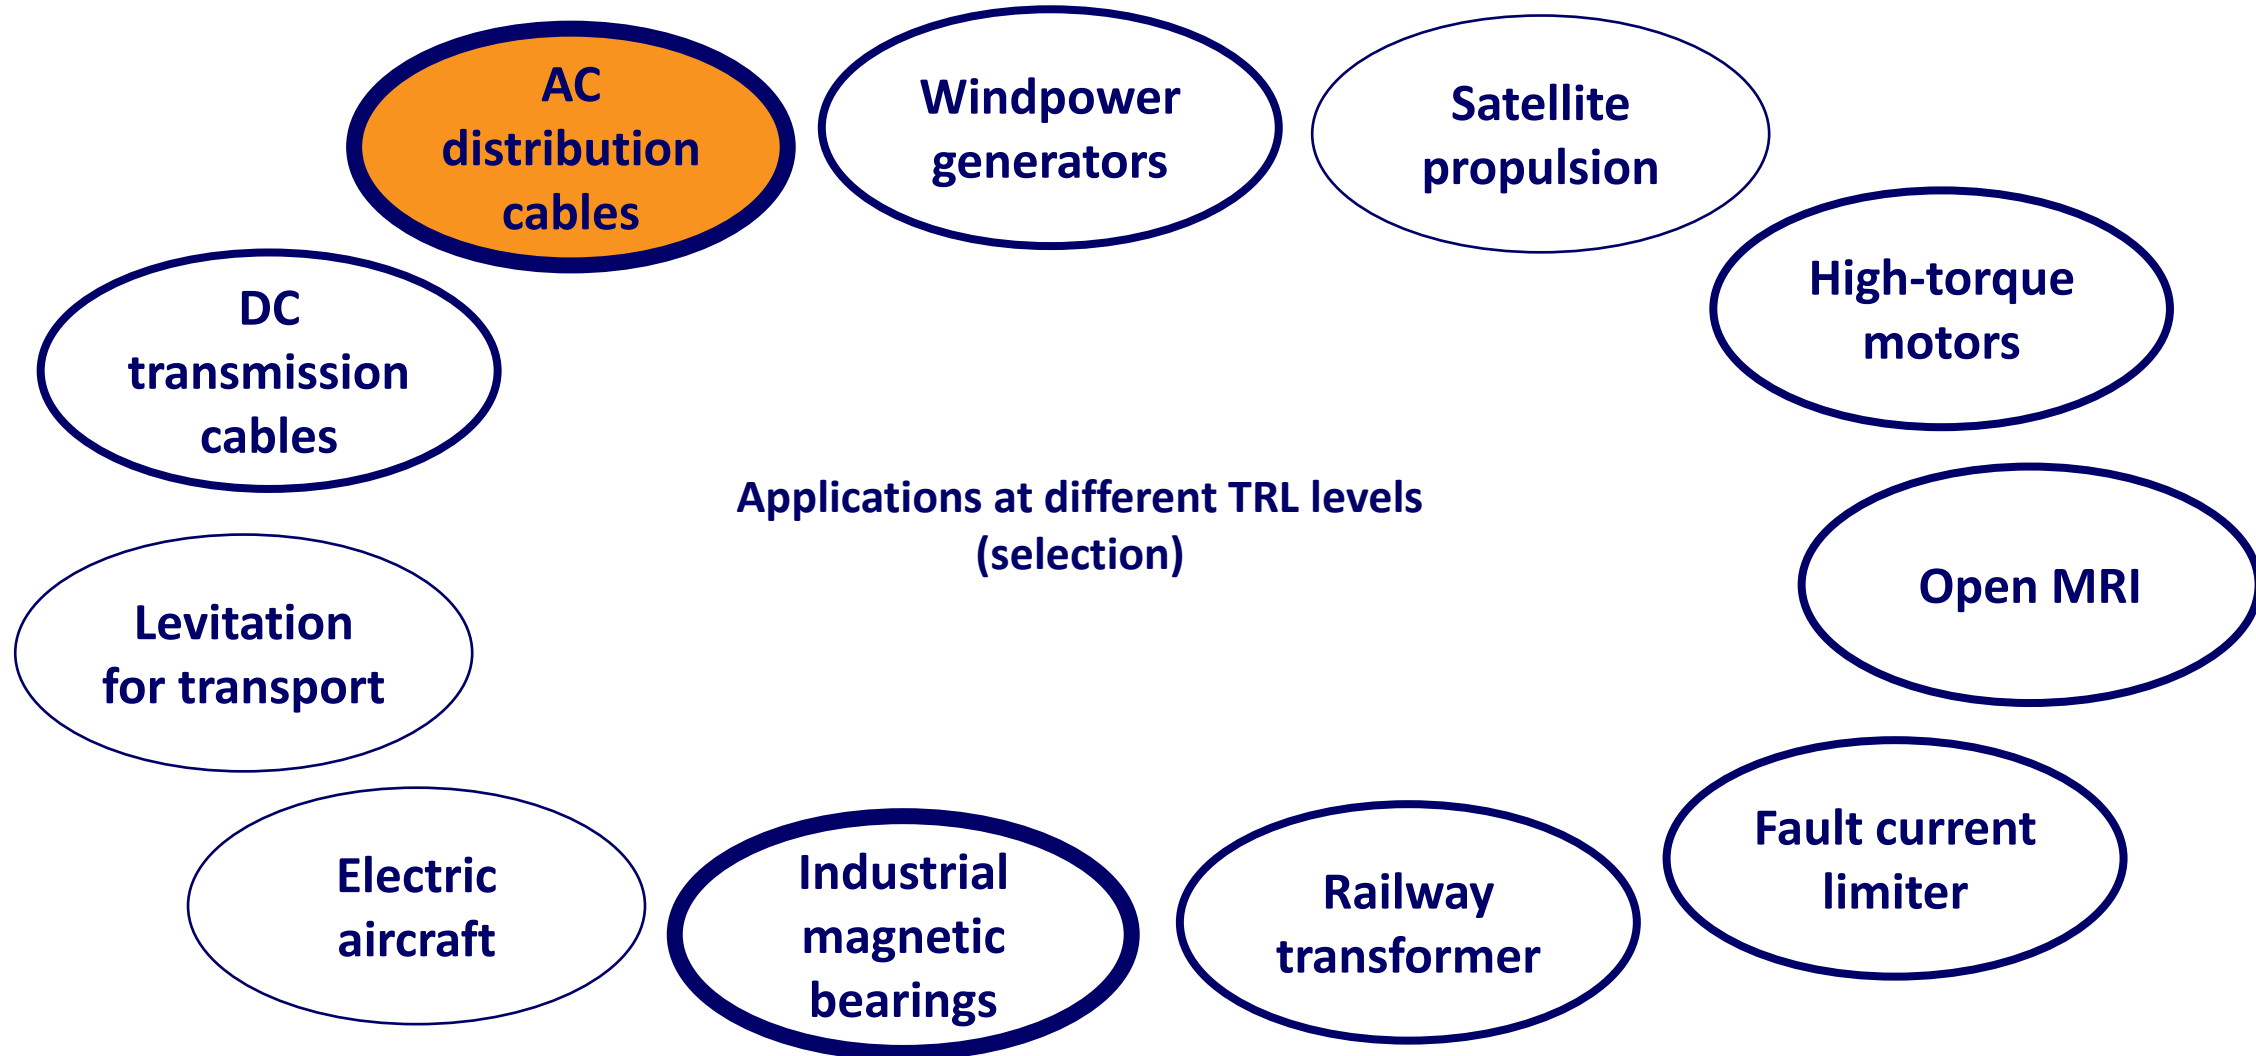 AC
distribution
cables
Windpower
generators
Satellite
propulsion
High-torque
motors
DC
transmission
cables
Applications at different TRL levels
(selection)
Open MRI
Levitation
for transport
Fault current
limiter
Railway
transformer
Industrial
magnetic
bearings
Electric
aircraft